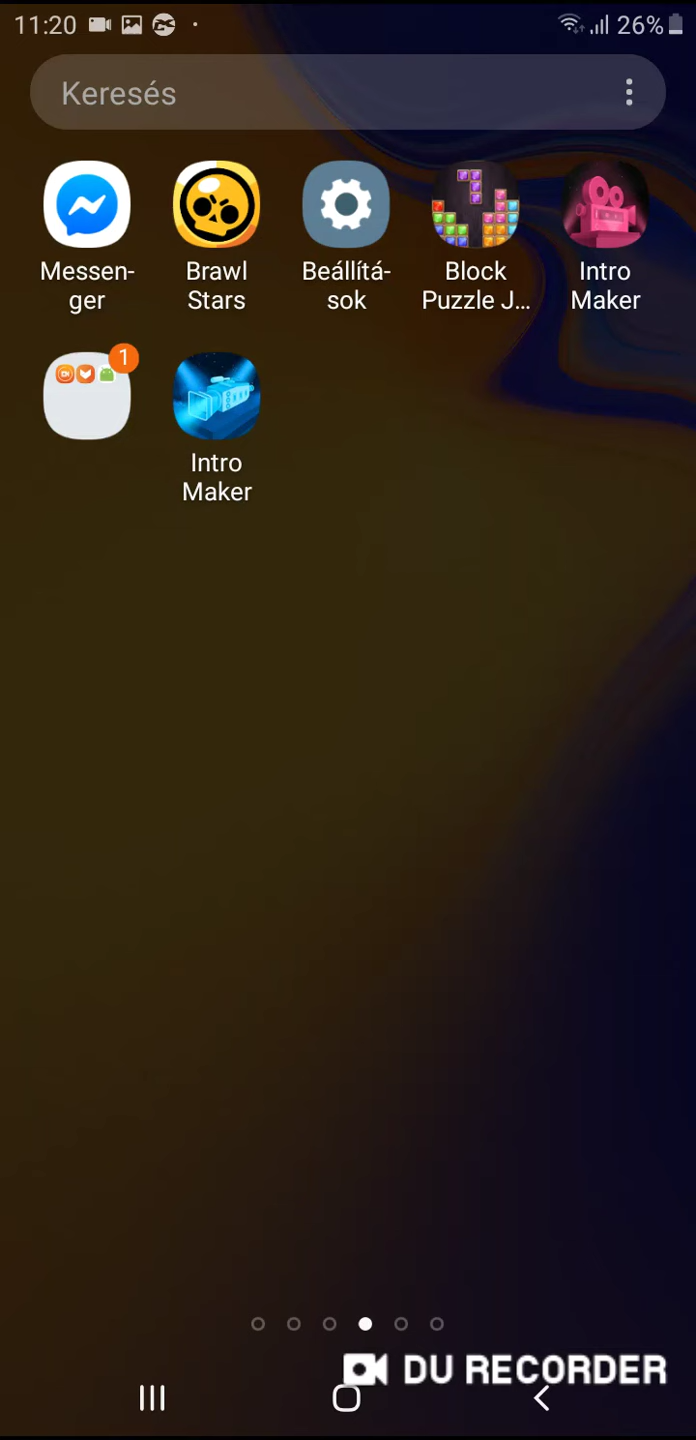 11:20
26%
Keresés
Messen-
ger
Brawl
Stars
Beállítá-
sok
Block
Puzzle J...
Intro
Maker
1
Intro
Maker
DU RECORDER